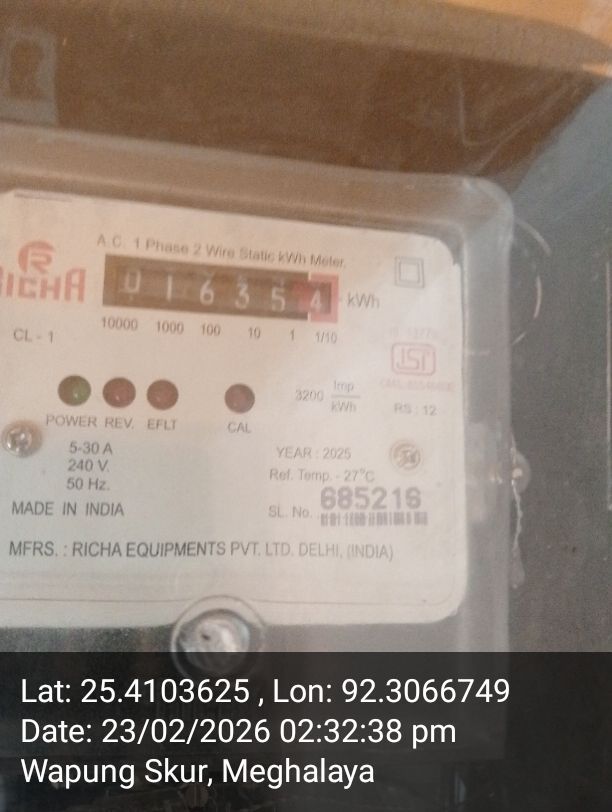 A.C. 1 Phase 2 Wire Static kWh Meter.
RICHA
0 1 6 3 5 4 kWh
10000 1000 100 10 1 1/10
CL - 1
3200 Imp
kWh
RS : 12
POWER REV. EFLT CAL
5-30 A
240 V.
50 Hz.
YEAR : 2025
Ref. Temp. - 27°C
MADE IN INDIA
SL. No. 685216
MFRS. : RICHA EQUIPMENTS PVT. LTD. DELHI, (INDIA)
Lat: 25.4103625 , Lon: 92.3066749
Date: 23/02/2026 02:32:38 pm
Wapung Skur, Meghalaya